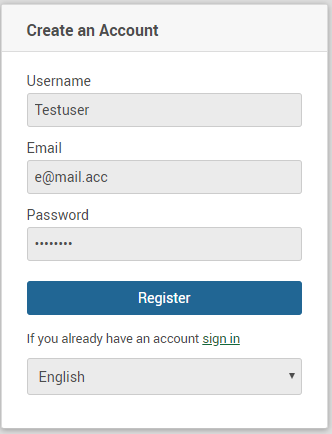 Create an Account
Username
Testuser
Email
e@mail.acc
Password
••••••••
Register
If you already have an account sign in
English